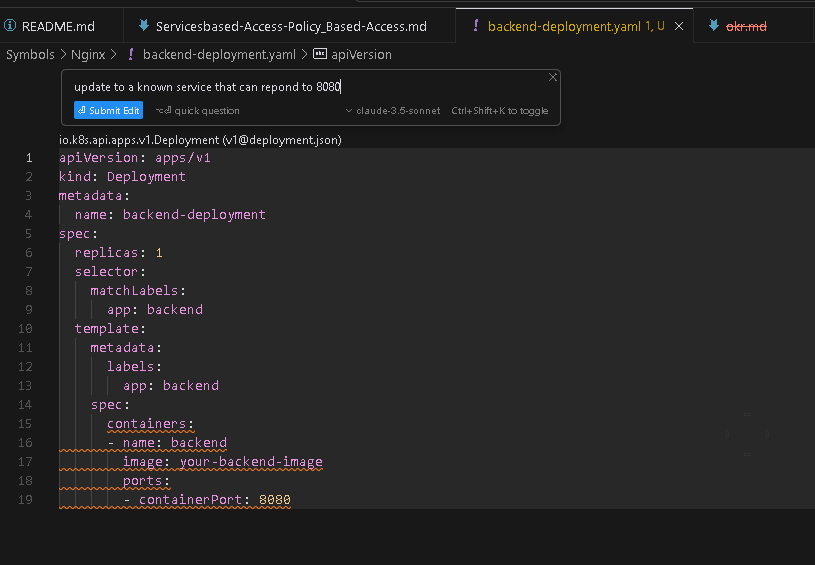 README.md
Servicesbased-Access-Policy_Based-Access.md
! backend-deployment.yaml 1, U
okr.md
Symbols > Nginx > ! backend-deployment.yaml > abc apiVersion
update to a known service that can repond to 8080
⏎ Submit Edit ⌥⏎ quick question claude-3.5-sonnet Ctrl+Shift+K to toggle
io.k8s.api.apps.v1.Deployment (v1@deployment.json)
1 apiVersion: apps/v1
2 kind: Deployment
3 metadata:
4   name: backend-deployment
5 spec:
6   replicas: 1
7   selector:
8     matchLabels:
9       app: backend
10   template:
11     metadata:
12       labels:
13         app: backend
14     spec:
15       containers:
16       - name: backend
17         image: your-backend-image
18         ports:
19         - containerPort: 8080